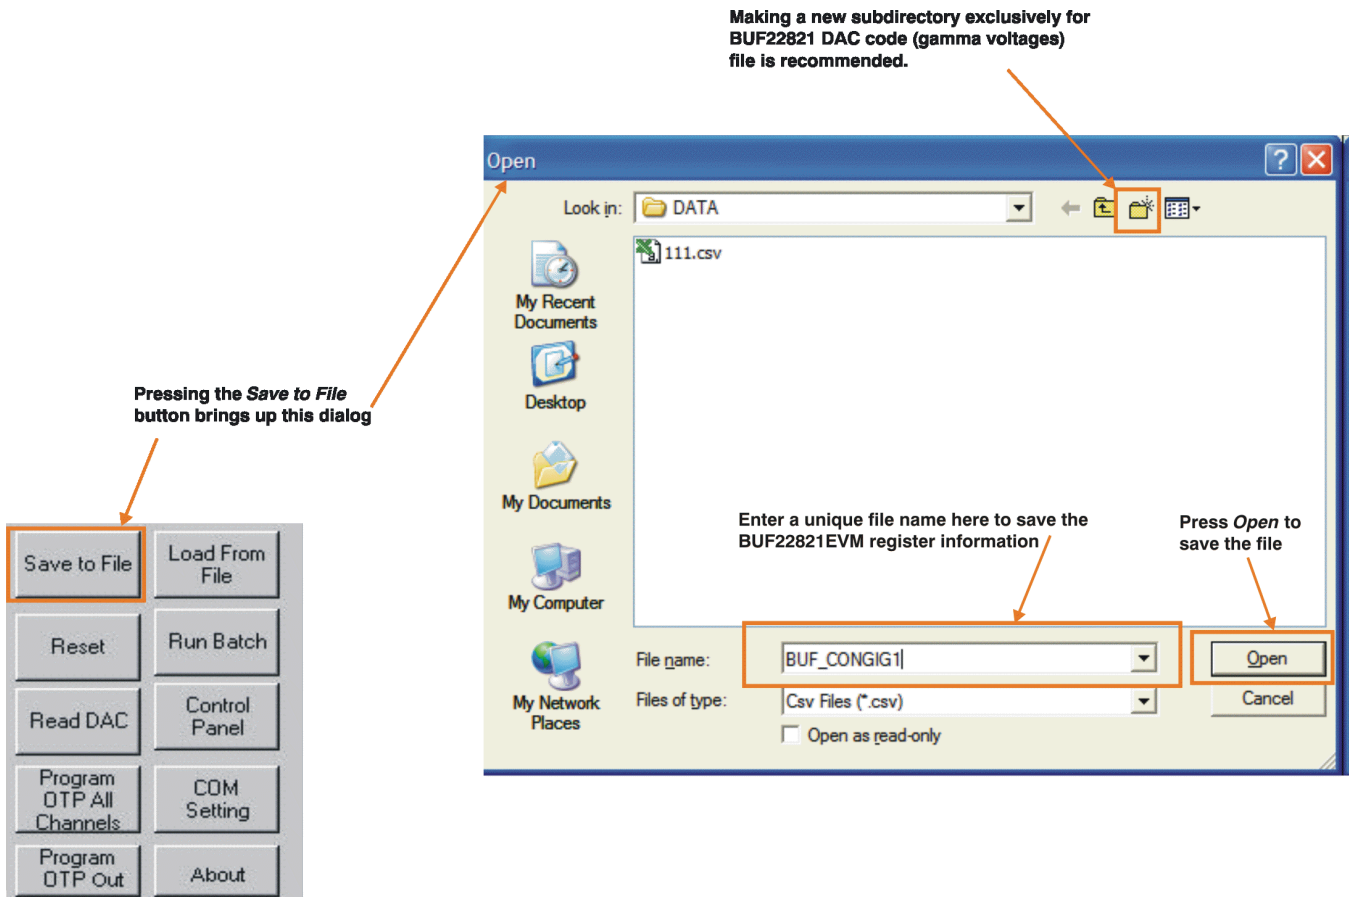 Making a new subdirectory exclusively for
BUF22821 DAC code (gamma voltages)
file is recommended.
Open
Look in:
DATA
111.csv
My Recent
Documents
Desktop
My Documents
My Computer
My Network
Places
Pressing the Save to File
button brings up this dialog
Enter a unique file name here to save the
BUF22821EVM register information
Press Open to
save the file
File name:
BUF_CONGIG1
Open
Files of type:
Csv Files (*.csv)
Cancel
Open as read-only
Save to File
Load From
File
Reset
Run Batch
Read DAC
Control
Panel
Program
OTP All
Channels
COM
Setting
Program
OTP Out
About